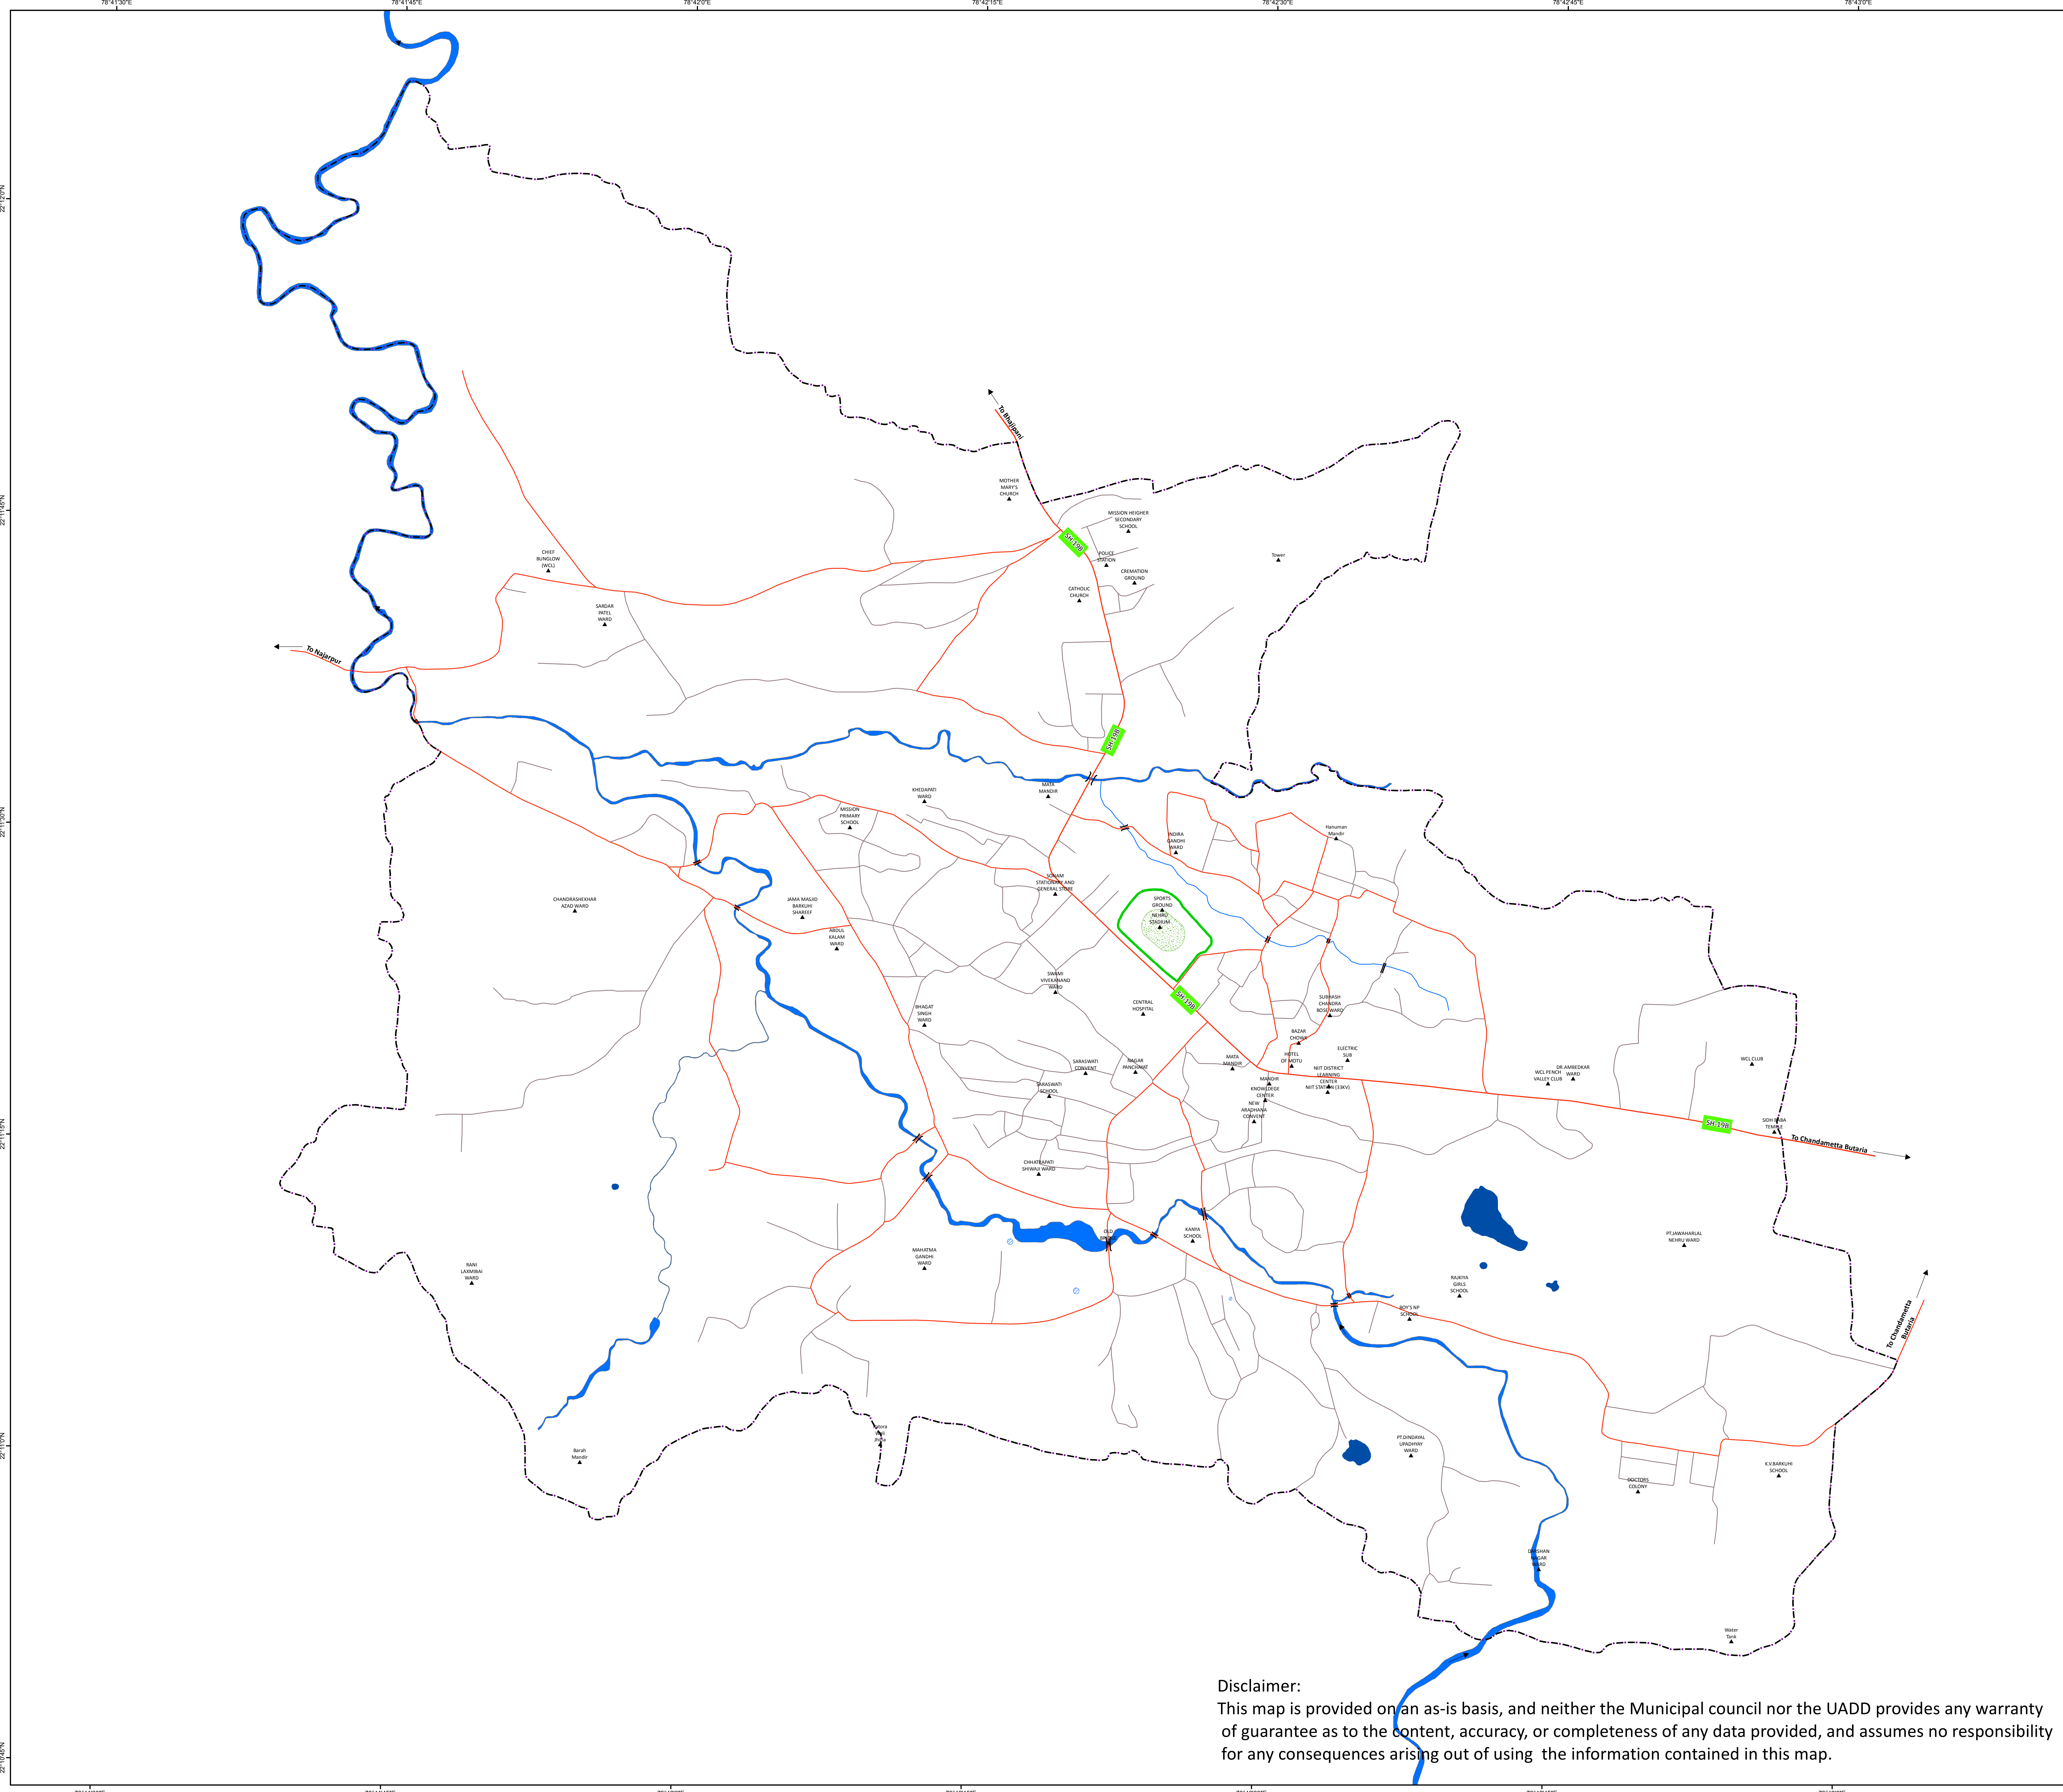 78°41'30"E
78°41'45"E
78°42'0"E
78°42'15"E
78°42'30"E
78°42'45"E
78°43'0"E
22°12'0"N
22°11'45"N
22°11'30"N
22°11'15"N
22°11'0"N
22°10'45"N
To Bhajipani
MOTHER
MARY'S
CHURCH
MISSION HEIGHER
SECONDARY
SCHOOL
SH-19B
POLICE
STATION
Tower
CHIEF
BUNGLOW
(WCL)
CREMATION
GROUND
CATHOLIC
CHURCH
SARDAR
PATEL
WARD
To Najarpur
SH-19B
KHEDAPATI
WARD
MATA
MANDIR
MISSION
PRIMARY
SCHOOL
INDIRA
GANDHI
WARD
Hanuman
Mandir
SOHAM
STATIONARY AND
GENERAL STORE
CHANDRASHEKHAR
AZAD WARD
JAMA MASJID
BARKUHI
SHAREEF
SPORTS
GROUND
NEHRU
STADIUM
ABDUL
KALAM
WARD
SWAMI
VIVEKANAND
WARD
SH-19B
BHAGAT
SINGH
WARD
CENTRAL
HOSPITAL
SUBHASH
CHANDRA
BOSE WARD
BAZAR
CHOWK
ELECTRIC
SUB
HOTEL
OF MOTU
MATA
MANDIR
NAGAR
PANCHAYAT
SARASWATI
CONVENT
WCL CLUB
DR.AMBEDKAR
WARD
WCL PENCH
VALLEY CLUB
NIIT DISTRICT
LEARNING
CENTER
NIIT STATION (33KV)
MANDIR
KNOWLEDEGE
CENTER
SARASWATI
SCHOOL
NEW
ARADHANA
CONVENT
SH-19B
SIDH BABA
TEMPLE
To Chandametta Butaria
CHHATRAPATI
SHIWAJI WARD
OLD
KANYA
SCHOOL
PT.JAWAHARLAL
NEHRU WARD
MAHATMA
GANDHI
WARD
RANI
LAXMIBAI
WARD
RAJKIYA
GIRLS
SCHOOL
BOY'S NP
SCHOOL
To Chandametta
Butaria
Barah
Mandir
PT.DINDAYAL
UPADHYAY
WARD
K.V.BARKUHI
SCHOOL
DOCTORS
COLONY
DARSHAN
NAGAR
WARD
Water
Tank
Disclaimer:
This map is provided on an as-is basis, and neither the Municipal council nor the UADD provides any warranty
of guarantee as to the content, accuracy, or completeness of any data provided, and assumes no responsibility
for any consequences arising out of using the information contained in this map.